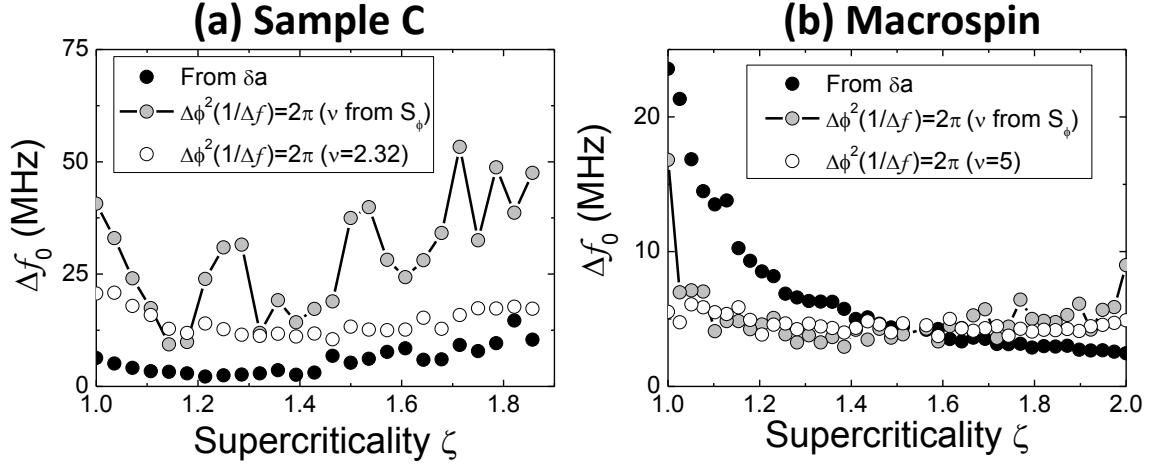 (a) Sample C
75
50
25
0
Δf₀ (MHz)
From δa
Δϕ²(1/Δf)=2π (ν from Sϕ)
Δϕ²(1/Δf)=2π (ν=2.32)
1.0 1.2 1.4 1.6 1.8
Supercriticality ζ
(b) Macrospin
20
10
0
Δf₀ (MHz)
From δa
Δϕ²(1/Δf)=2π (ν from Sϕ)
Δϕ²(1/Δf)=2π (ν=5)
1.0 1.2 1.4 1.6 1.8 2.0
Supercriticality ζ